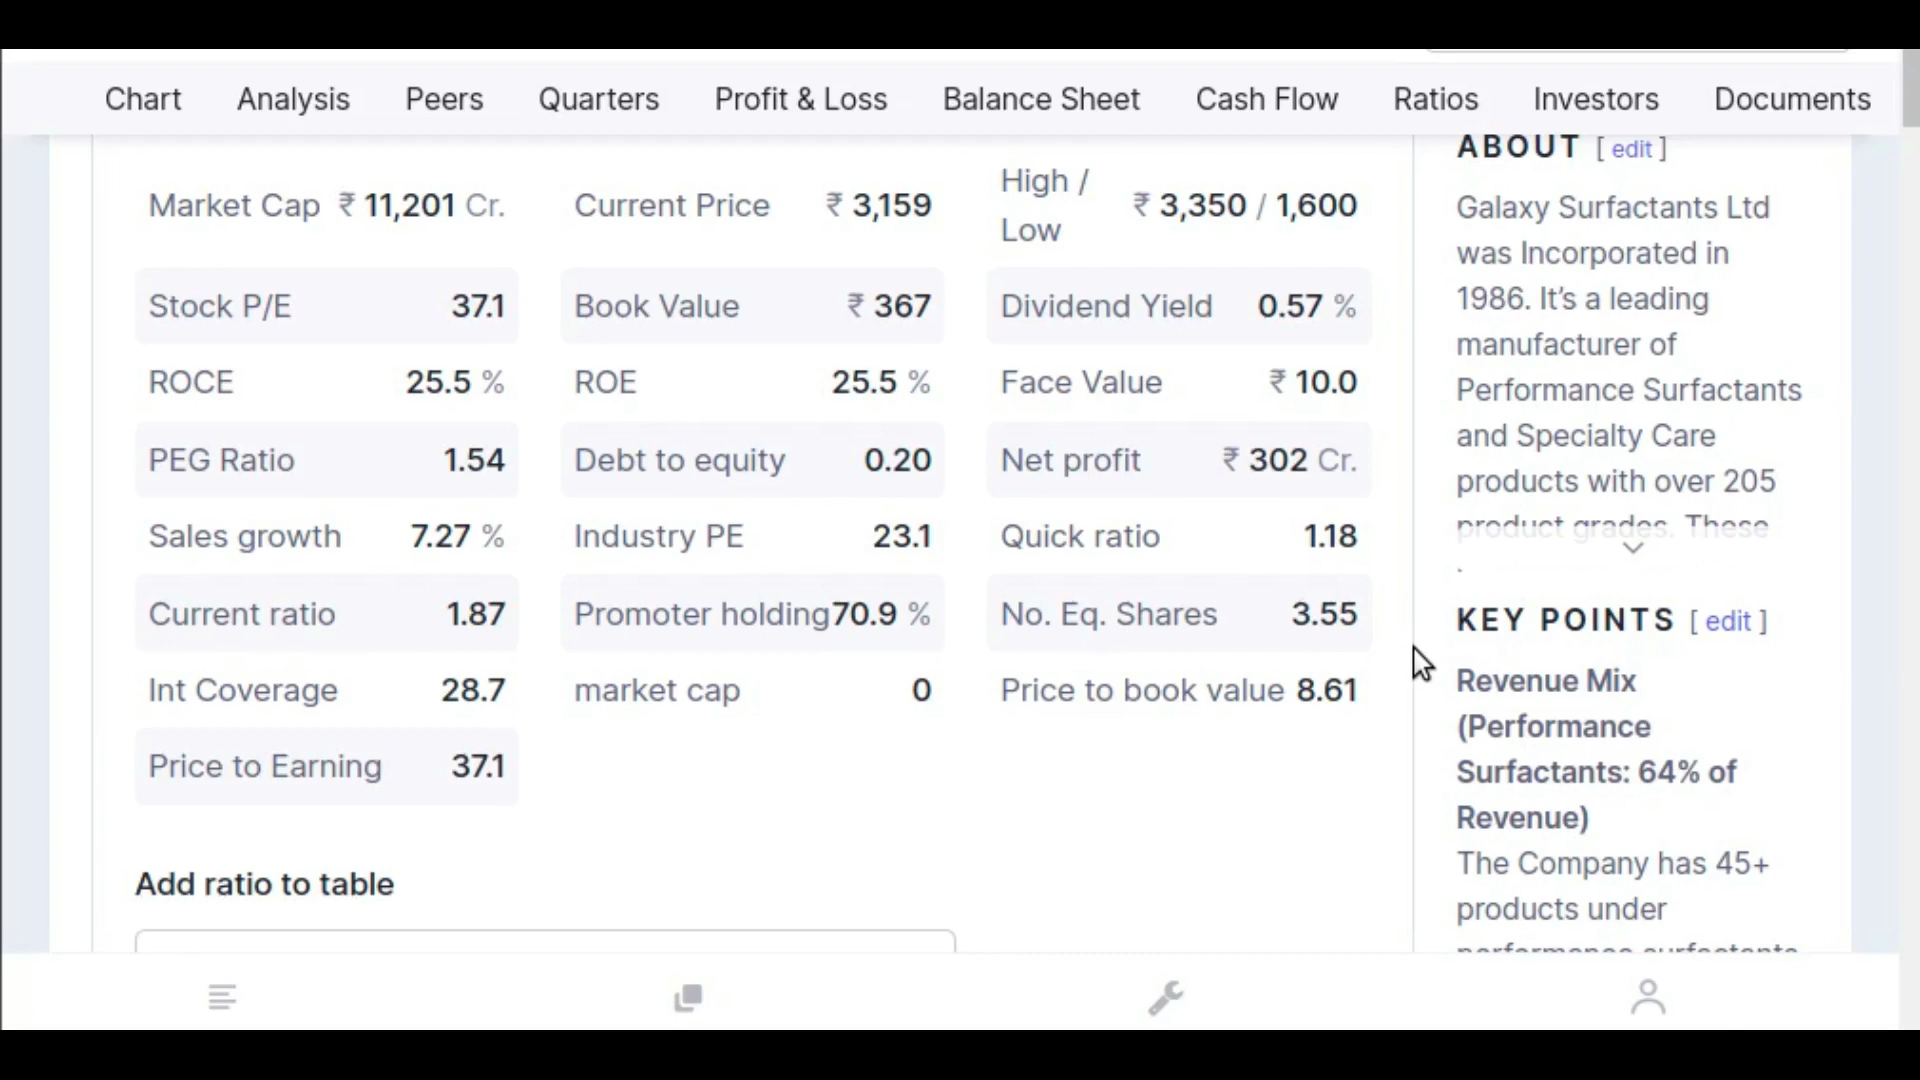 Chart Analysis Peers Quarters Profit & Loss Balance Sheet Cash Flow Ratios Investors Documents
Market Cap ₹ 11,201 Cr.
Current Price ₹ 3,159
High / Low ₹ 3,350 / 1,600
Stock P/E 37.1
Book Value ₹ 367
Dividend Yield 0.57 %
ROCE 25.5 %
ROE 25.5 %
Face Value ₹ 10.0
PEG Ratio 1.54
Debt to equity 0.20
Net profit ₹ 302 Cr.
Sales growth 7.27 %
Industry PE 23.1
Quick ratio 1.18
Current ratio 1.87
Promoter holding 70.9 %
No. Eq. Shares 3.55
Int Coverage 28.7
market cap 0
Price to book value 8.61
Price to Earning 37.1
Add ratio to table
ABOUT [ edit ]
Galaxy Surfactants Ltd
was Incorporated in
1986. It's a leading
manufacturer of
Performance Surfactants
and Specialty Care
products with over 205
product grades. These
KEY POINTS [ edit ]
Revenue Mix
(Performance
Surfactants: 64% of
Revenue)
The Company has 45+
products under
performance surfactants